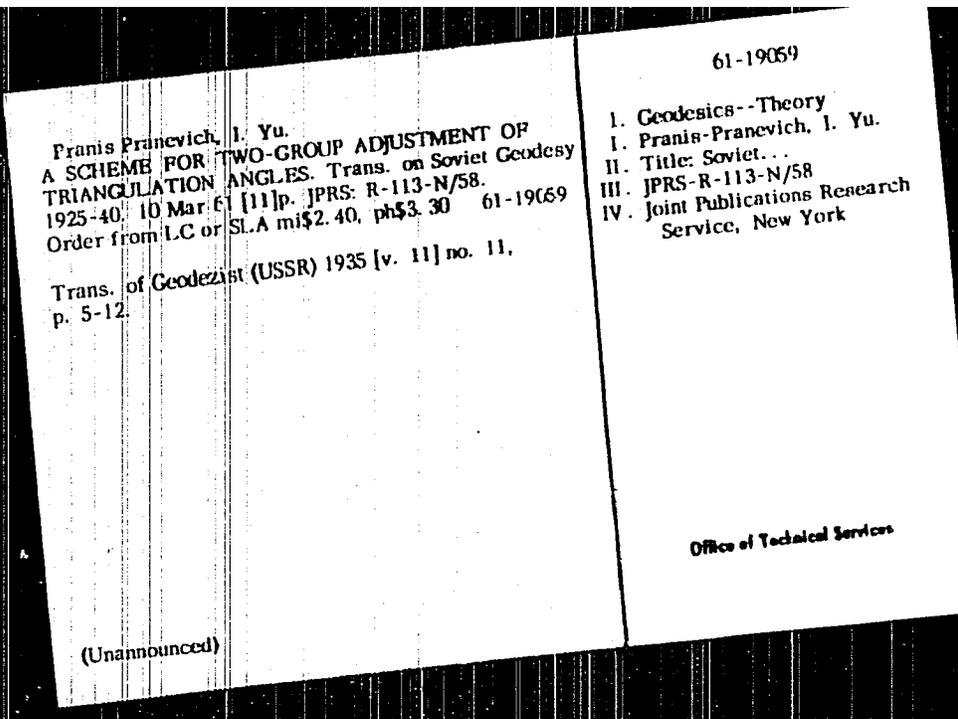 Pranis Pranevich, I. Yu.
A SCHEME FOR TWO-GROUP ADJUSTMENT OF
TRIANGULATION ANGLES. Trans. on Soviet Geodesy
1925-40. 10 Mar 61 [11]p. JPRS: R-113-N/58.
Order from LC or SLA mi$2.40, ph$3.30 61-19059
Trans. of Geodezist (USSR) 1935 [v. 11] no. 11,
p. 5-12.
(Unannounced)
61-19059
1. Geodesics--Theory
I. Pranis-Pranevich, I. Yu.
II. Title: Soviet...
III. JPRS-R-113-N/58
IV. Joint Publications Research
Service, New York
Office of Technical Services